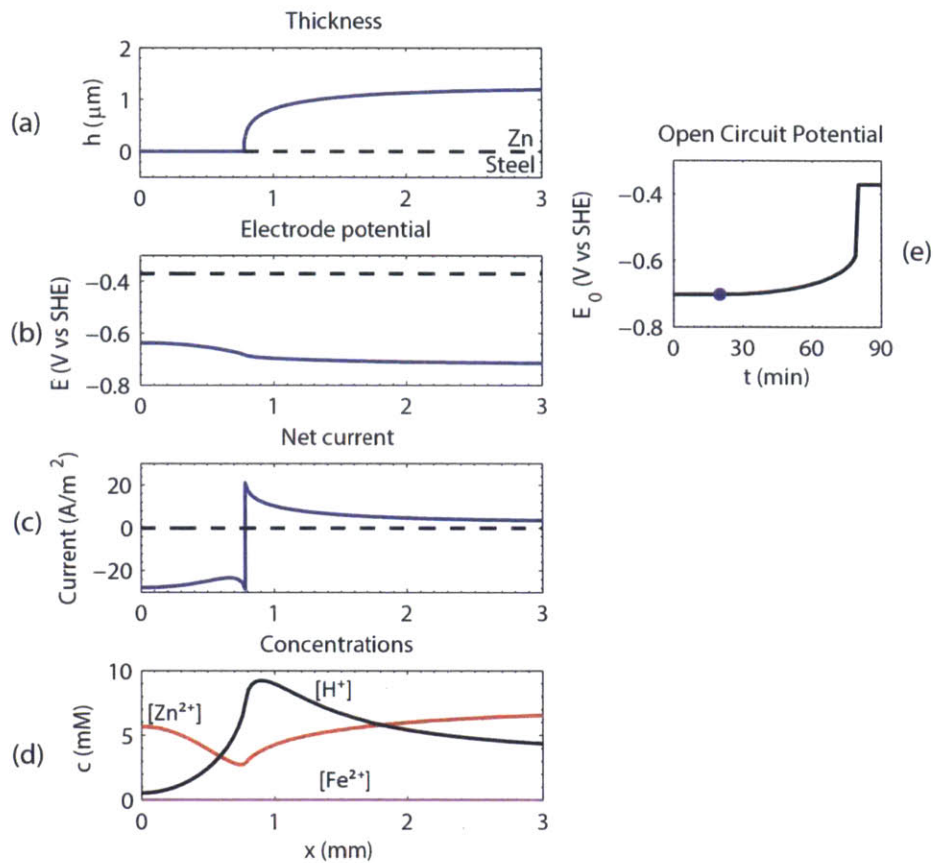 Thickness
(a)
h (μm)
2
1
0
Zn
Steel
0
1
2
3
Electrode potential
(b)
E (V vs SHE)
−0.4
−0.6
−0.8
0
1
2
3
Net current
(c)
Current (A/m²)
20
0
−20
0
1
2
3
Concentrations
(d)
c (mM)
10
5
0
[Zn²⁺]
[H⁺]
[Fe²⁺]
0
1
2
3
x (mm)
Open Circuit Potential
E₀ (V vs SHE)
−0.4
−0.6
−0.8
(e)
0
30
60
90
t (min)